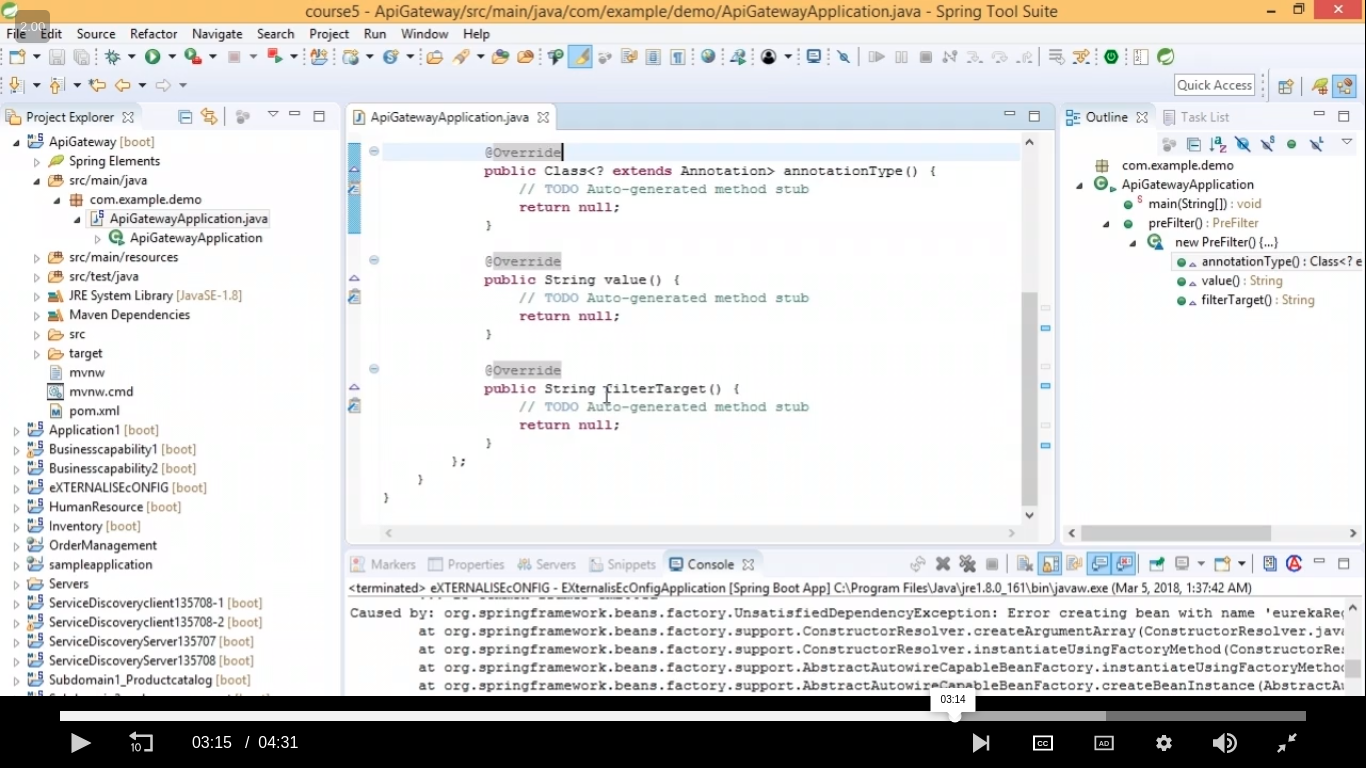 course5 - ApiGateway/src/main/java/com/example/demo/ApiGatewayApplication.java - Spring Tool Suite
2.00
File Edit Source Refactor Navigate Search Project Run Window Help
Quick Access
Project Explorer
ApiGateway [boot]
Spring Elements
src/main/java
com.example.demo
ApiGatewayApplication.java
ApiGatewayApplication
src/main/resources
src/test/java
JRE System Library [JavaSE-1.8]
Maven Dependencies
src
target
mvnw
mvnw.cmd
pom.xml
Application1 [boot]
Businesscapability1 [boot]
Businesscapability2 [boot]
eXTERNALISEcONFIG [boot]
HumanResource [boot]
Inventory [boot]
OrderManagement
sampleapplication
Servers
ServiceDiscoveryclient135708-1 [boot]
ServiceDiscoveryclient135708-2 [boot]
ServiceDiscoveryServer135707 [boot]
ServiceDiscoveryServer135708 [boot]
Subdomain1_Productcatalog [boot]
ApiGatewayApplication.java
@Override
public Class<? extends Annotation> annotationType() {
// TODO Auto-generated method stub
return null;
}
@Override
public String value() {
// TODO Auto-generated method stub
return null;
}
@Override
public String filterTarget() {
// TODO Auto-generated method stub
return null;
}
};
}
}
Outline Task List
com.example.demo
ApiGatewayApplication
main(String[]) : void
preFilter() : PreFilter
new PreFilter() {...}
annotationType() : Class<? e
value() : String
filterTarget() : String
Markers Properties Servers Snippets Console
<terminated> eXTERNALISEcONFIG - EXternalisEcOnfigApplication [Spring Boot App] C:\Program Files\Java\jre1.8.0_161\bin\javaw.exe (Mar 5, 2018, 1:37:42 AM)
Caused by: org.springframework.beans.factory.UnsatisfiedDependencyException: Error creating bean with name 'eurekaReg
at org.springframework.beans.factory.support.ConstructorResolver.createArgumentArray(ConstructorResolver.java
at org.springframework.beans.factory.support.ConstructorResolver.instantiateUsingFactoryMethod(ConstructorRes
at org.springframework.beans.factory.support.AbstractAutowireCapableBeanFactory.instantiateUsingFactoryMethod
at org.springframework.beans.factory.support.AbstractAutowireCapableBeanFactory.createBeanInstance(AbstractAu
03:14
10 03:15 / 04:31 CC AD